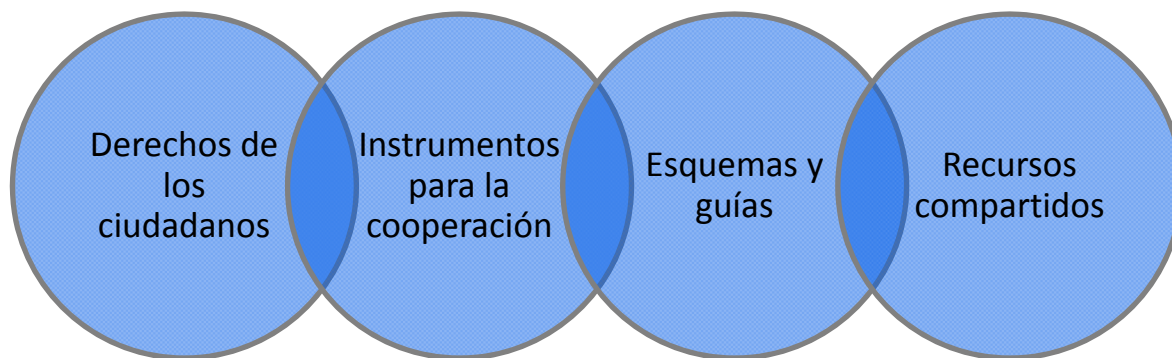 Derechos de
los
ciudadanos
Instrumentos
para la
cooperación
Esquemas y
guías
Recursos
compartidos